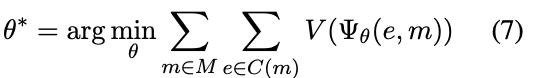 θ* = arg min_θ ∑_{m∈M} ∑_{e∈C(m)} V(Ψ_θ(e, m)) (7)